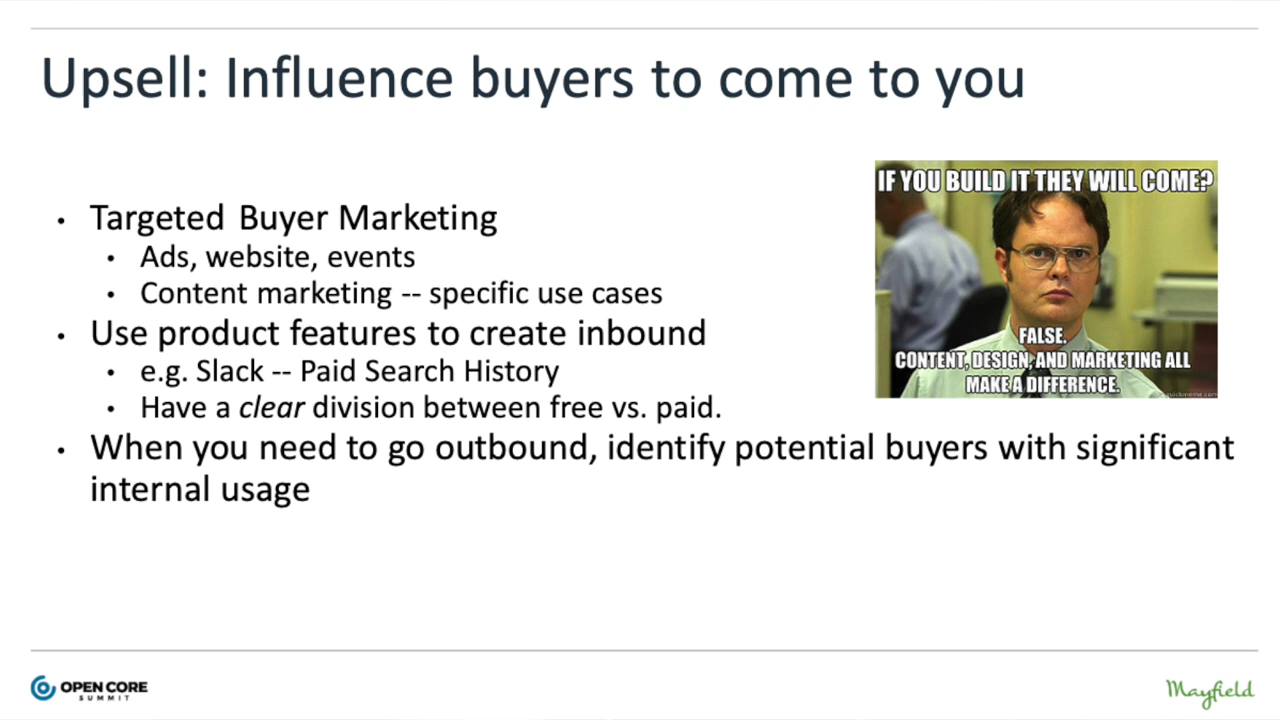 Upsell: Influence buyers to come to you
• Targeted Buyer Marketing
• Ads, website, events
• Content marketing -- specific use cases
• Use product features to create inbound
• e.g. Slack -- Paid Search History
• Have a clear division between free vs. paid.
• When you need to go outbound, identify potential buyers with significant
internal usage
IF YOU BUILD IT THEY WILL COME?
FALSE.
CONTENT, DESIGN, AND MARKETING ALL
MAKE A DIFFERENCE.
OPEN CORE
SUMMIT
Mayfield